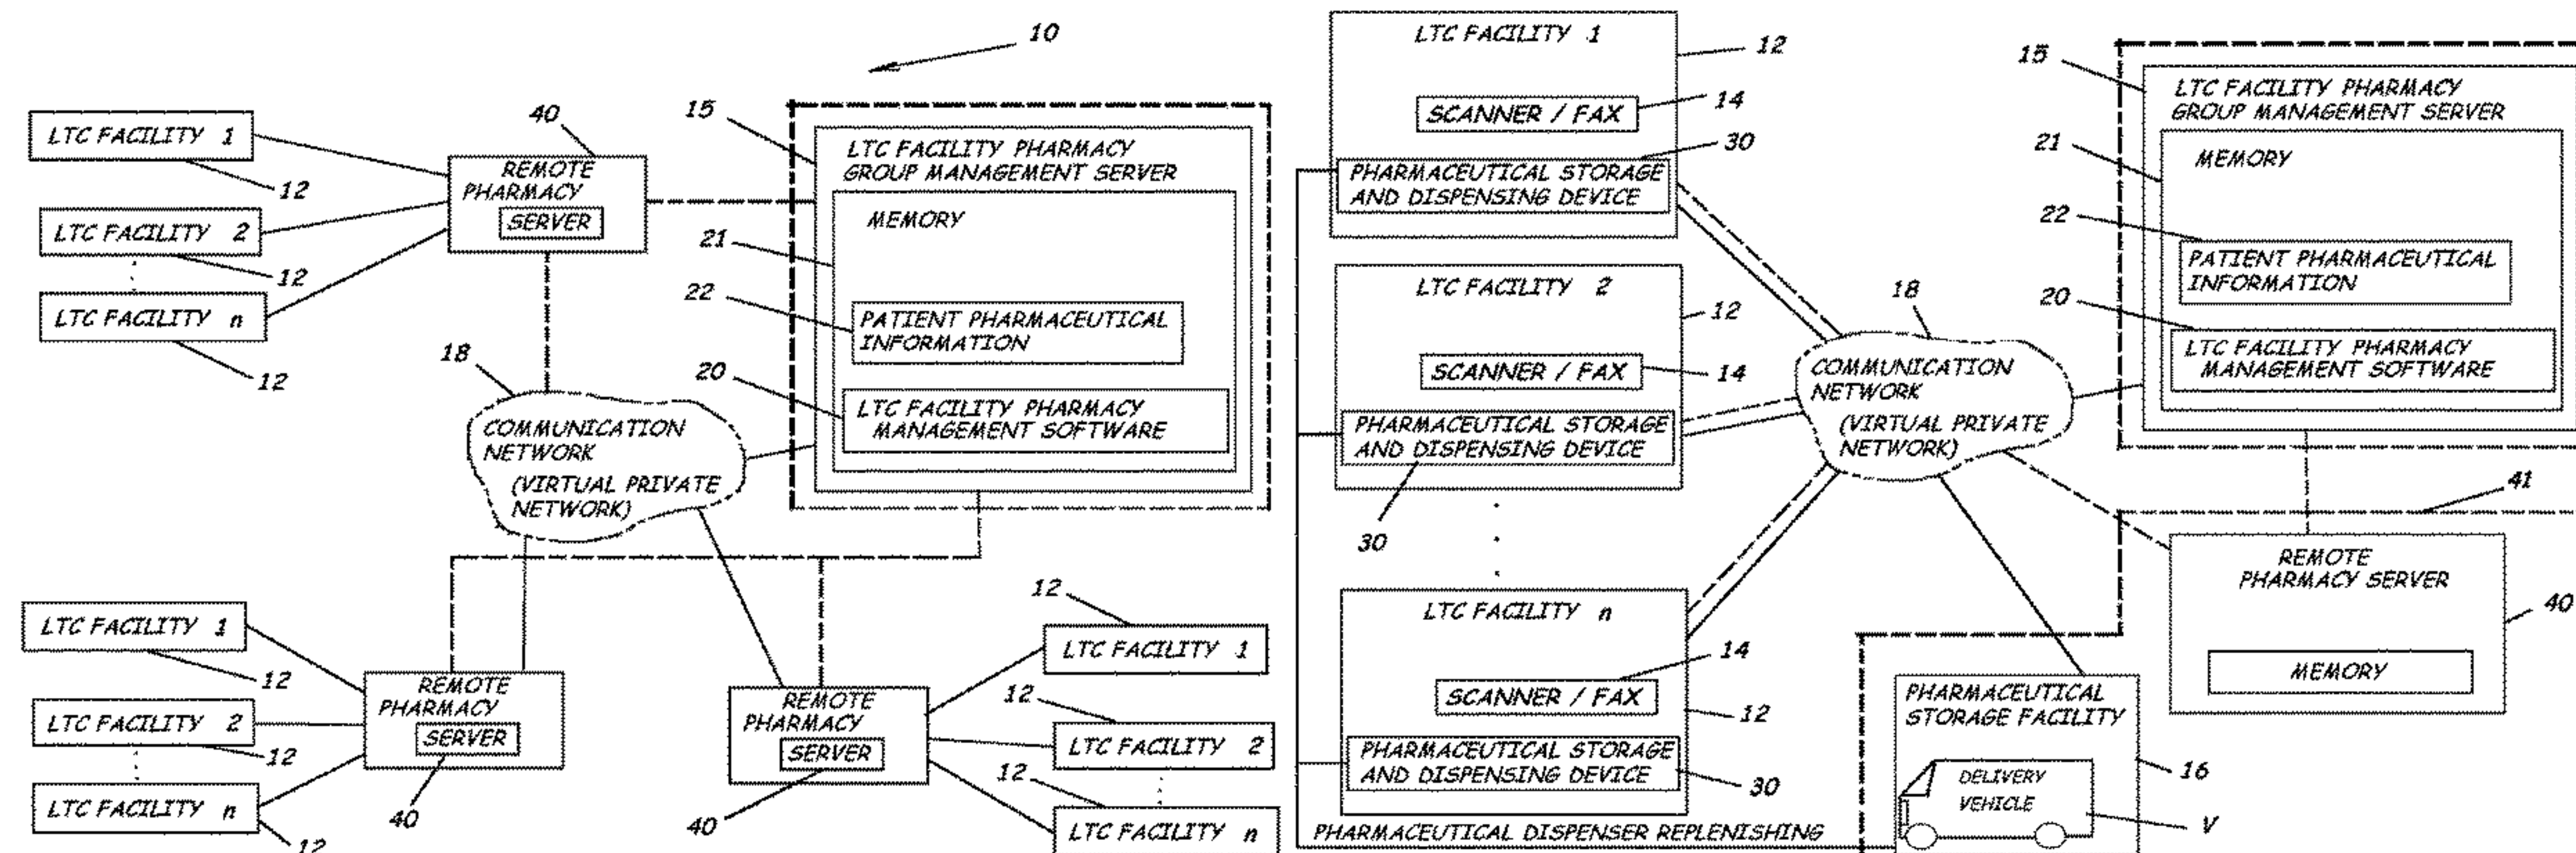 10
LTC FACILITY 1
12
LTC FACILITY 2
12
LTC FACILITY n
12
40
REMOTE
PHARMACY
SERVER
15
LTC FACILITY PHARMACY
GROUP MANAGEMENT SERVER
21
MEMORY
22
PATIENT PHARMACEUTICAL
INFORMATION
20
LTC FACILITY PHARMACY
MANAGEMENT SOFTWARE
18
COMMUNICATION
NETWORK
(VIRTUAL PRIVATE
NETWORK)
LTC FACILITY 1
12
LTC FACILITY 2
12
LTC FACILITY n
12
REMOTE
PHARMACY
SERVER
40
REMOTE
PHARMACY
SERVER
40
12
LTC FACILITY 1
12
LTC FACILITY 2
12
LTC FACILITY n
LTC FACILITY 1
12
SCANNER / FAX
14
30
PHARMACEUTICAL STORAGE
AND DISPENSING DEVICE
LTC FACILITY 2
12
SCANNER / FAX
14
PHARMACEUTICAL STORAGE
AND DISPENSING DEVICE
30
LTC FACILITY n
14
SCANNER / FAX
12
PHARMACEUTICAL STORAGE
AND DISPENSING DEVICE
30
PHARMACEUTICAL DISPENSER REPLENISHING
18
COMMUNICATION
NETWORK
(VIRTUAL PRIVATE
NETWORK)
15
LTC FACILITY PHARMACY
GROUP MANAGEMENT SERVER
21
MEMORY
22
PATIENT PHARMACEUTICAL
INFORMATION
20
LTC FACILITY PHARMACY
MANAGEMENT SOFTWARE
41
REMOTE
PHARMACY SERVER
40
MEMORY
PHARMACEUTICAL
STORAGE FACILITY
16
DELIVERY
VEHICLE
V